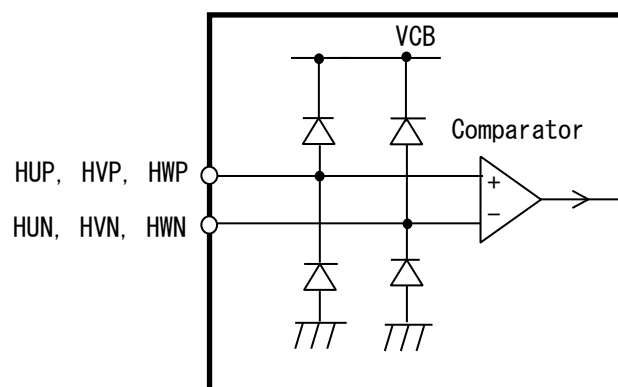 VCB
Comparator
HUP, HVP, HWP
+
HUN, HVN, HWN
−